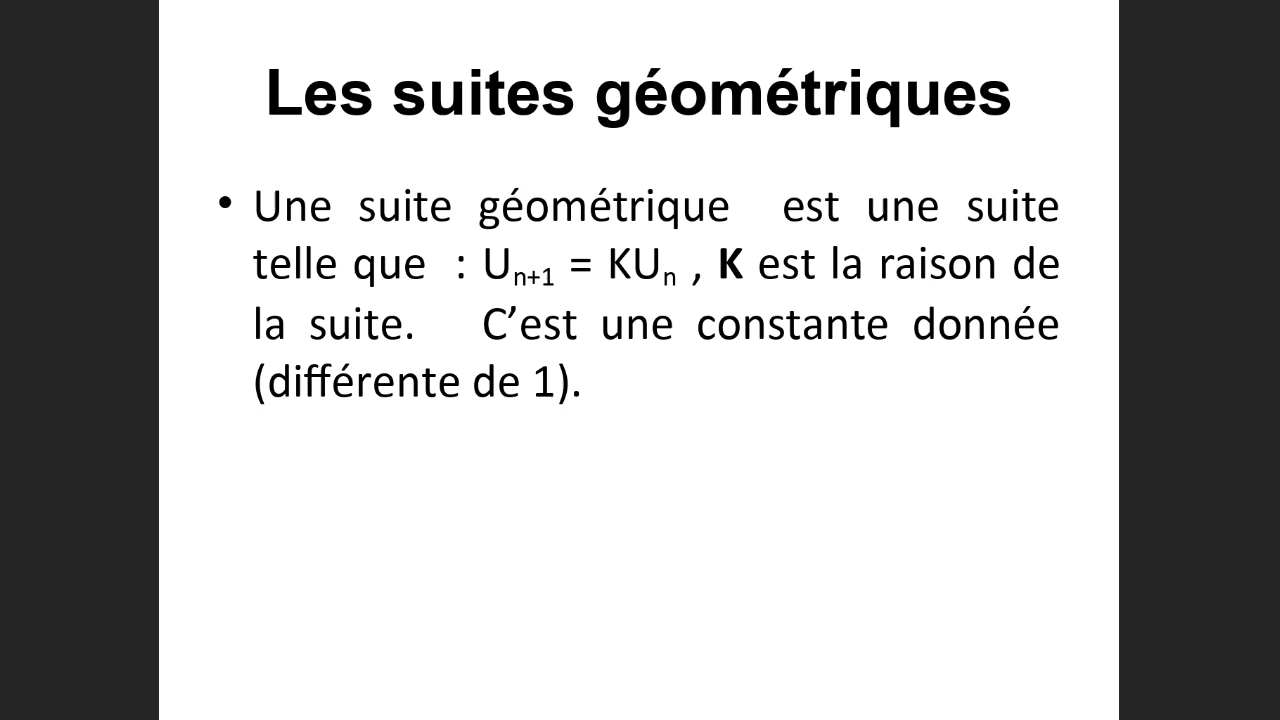 Les suites géométriques
• Une suite géométrique est une suite
telle que : Uₙ₊₁ = KUₙ , K est la raison de
la suite. C’est une constante donnée
(différente de 1).